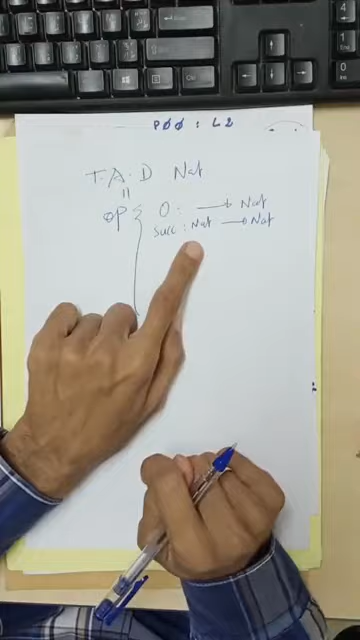 POO : L2
T.A.D Nat
op { 0 : → Nat
succ : Nat → Nat